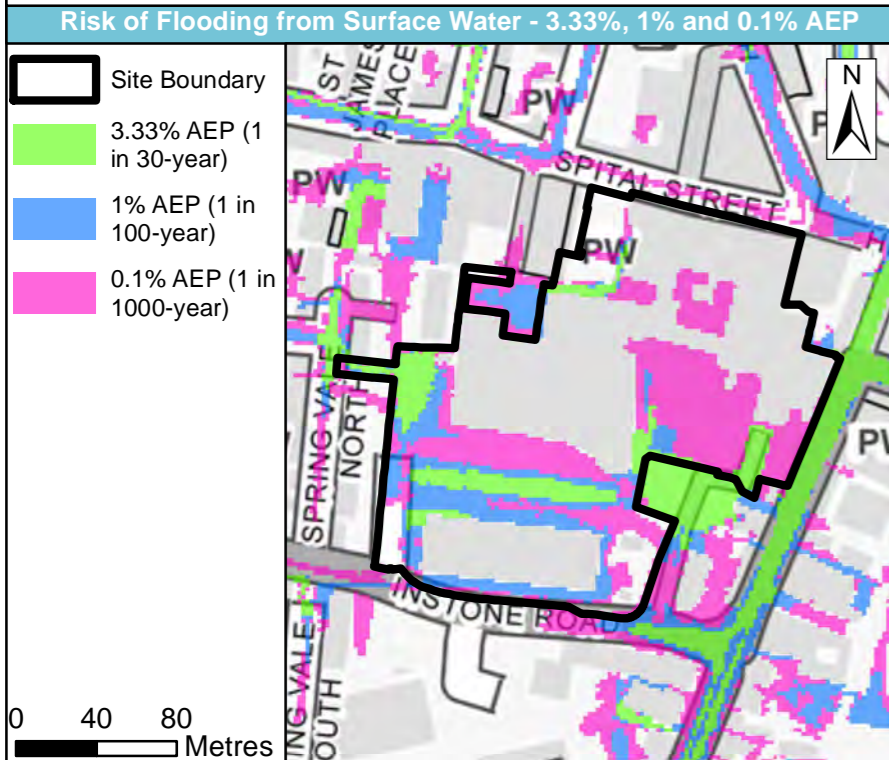 Risk of Flooding from Surface Water - 3.33%, 1% and 0.1% AEP
Site Boundary
3.33% AEP (1
in 30-year)
1% AEP (1 in
100-year)
0.1% AEP (1 in
1000-year)
0 40 80
Metres
N
ST
JAMES
PLACE
PW
P
SPITAL STREET
H
PW
PW
W
SPRING VALE
NORTH
PW
INSTONE ROAD
ING VALE
OUTH